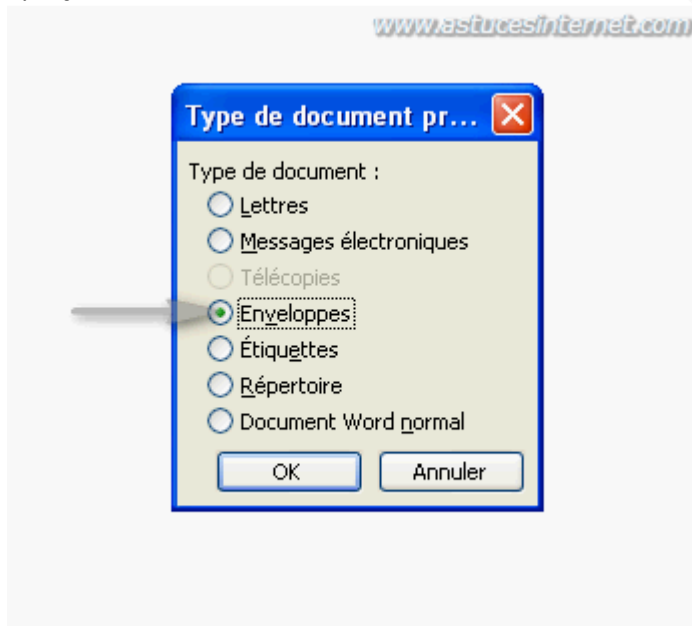 www.astucesinternet.com
Type de document pr...
Type de document :
Lettres
Messages électroniques
Télécopies
Enveloppes
Étiquettes
Répertoire
Document Word normal
OK
Annuler